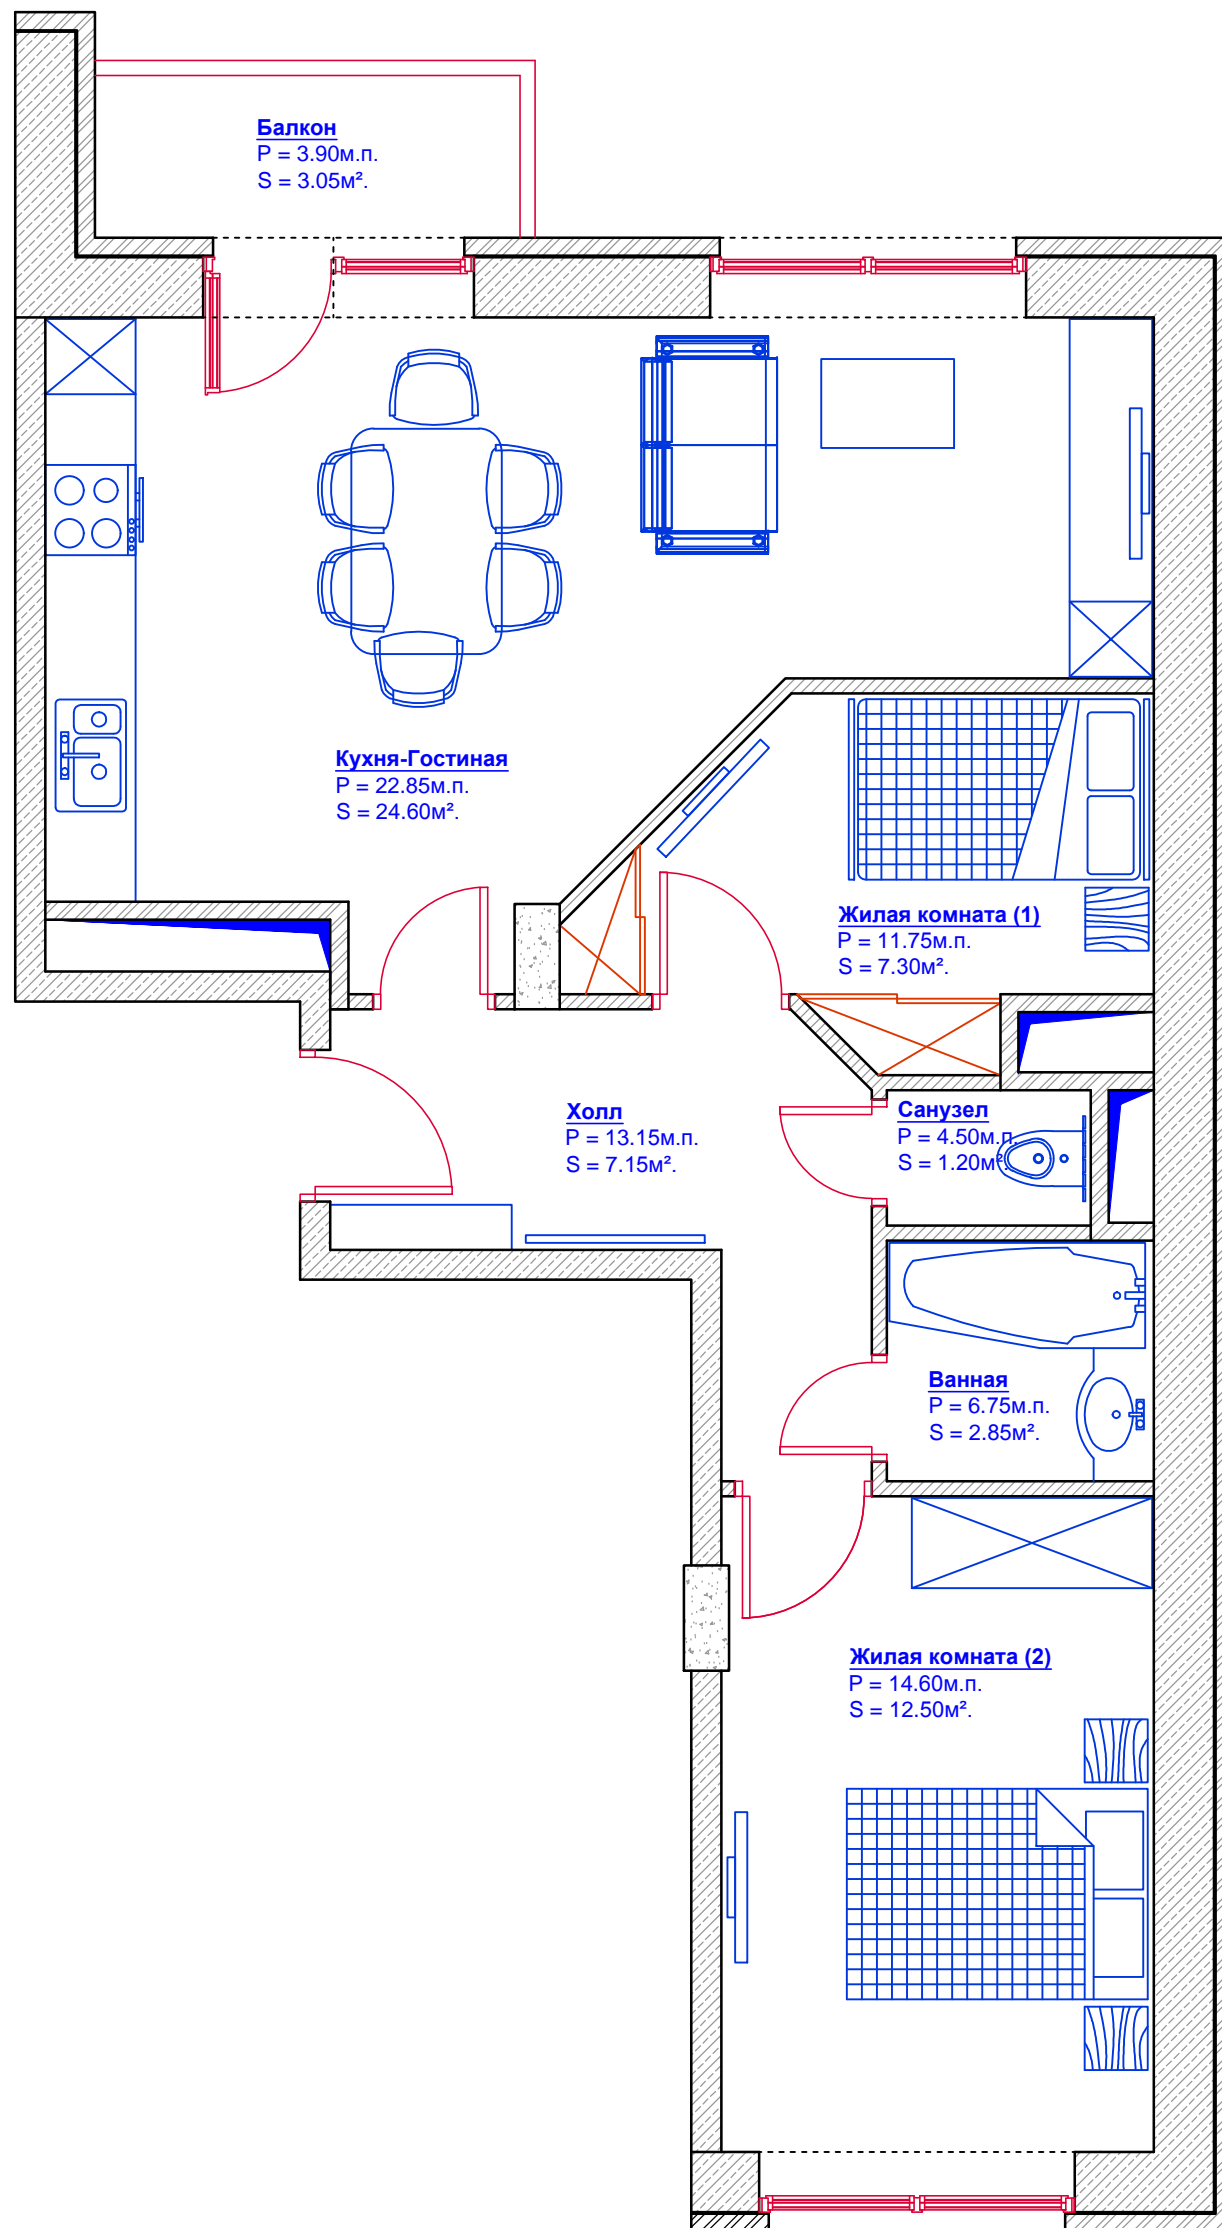 Балкон
P = 3.90м.п.
S = 3.05м².
Кухня-Гостиная
P = 22.85м.п.
S = 24.60м².
Жилая комната (1)
P = 11.75м.п.
S = 7.30м².
Холл
P = 13.15м.п.
S = 7.15м².
Санузел
P = 4.50м.п.
S = 1.20м².
Ванная
P = 6.75м.п.
S = 2.85м².
Жилая комната (2)
P = 14.60м.п.
S = 12.50м².